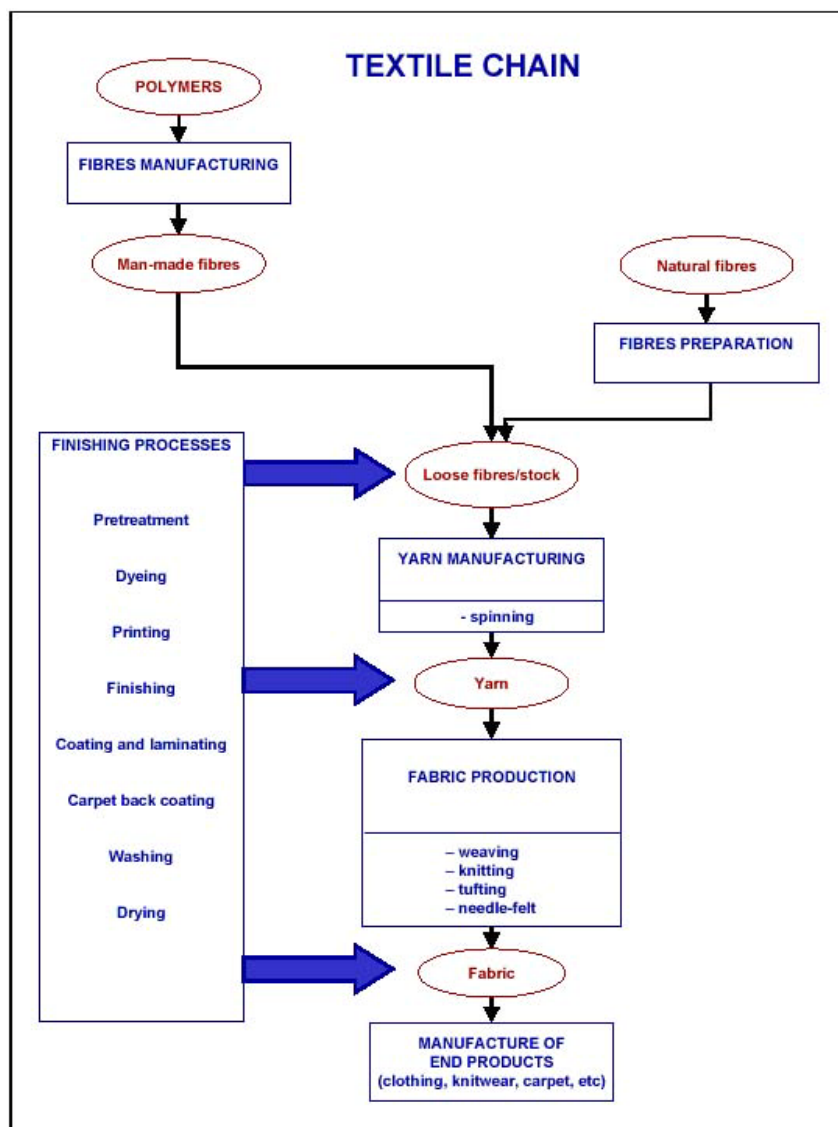 TEXTILE CHAIN
POLYMERS
FIBRES MANUFACTURING
Man-made fibres
Natural fibres
FIBRES PREPARATION
FINISHING PROCESSES
Pretreatment
Dyeing
Printing
Finishing
Coating and laminating
Carpet back coating
Washing
Drying
Loose fibres/stock
YARN MANUFACTURING
- spinning
Yarn
FABRIC PRODUCTION
– weaving
– knitting
– tufting
– needle-felt
Fabric
MANUFACTURE OF
END PRODUCTS
(clothing, knitwear, carpet, etc)